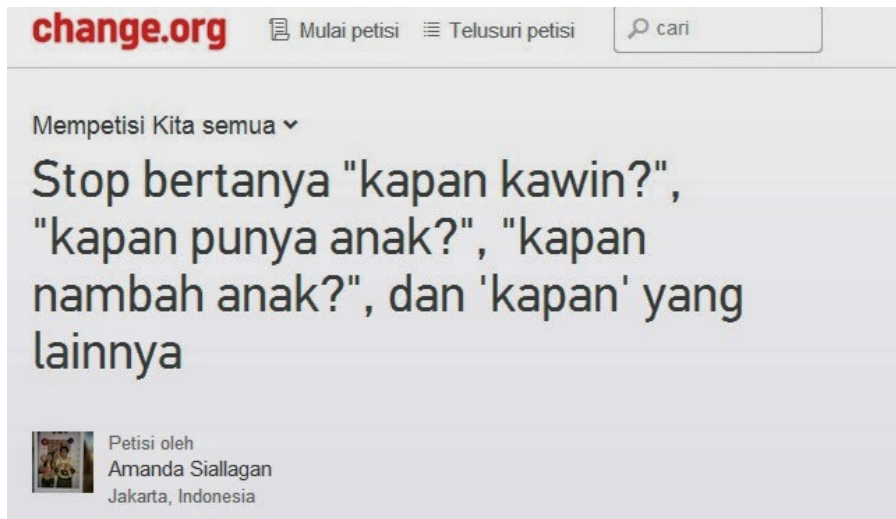 change.org Mulai petisi Telusuri petisi cari
Mempetisi Kita semua
Stop bertanya "kapan kawin?",
"kapan punya anak?", "kapan
nambah anak?", dan 'kapan' yang
lainnya
Petisi oleh
Amanda Siallagan
Jakarta, Indonesia